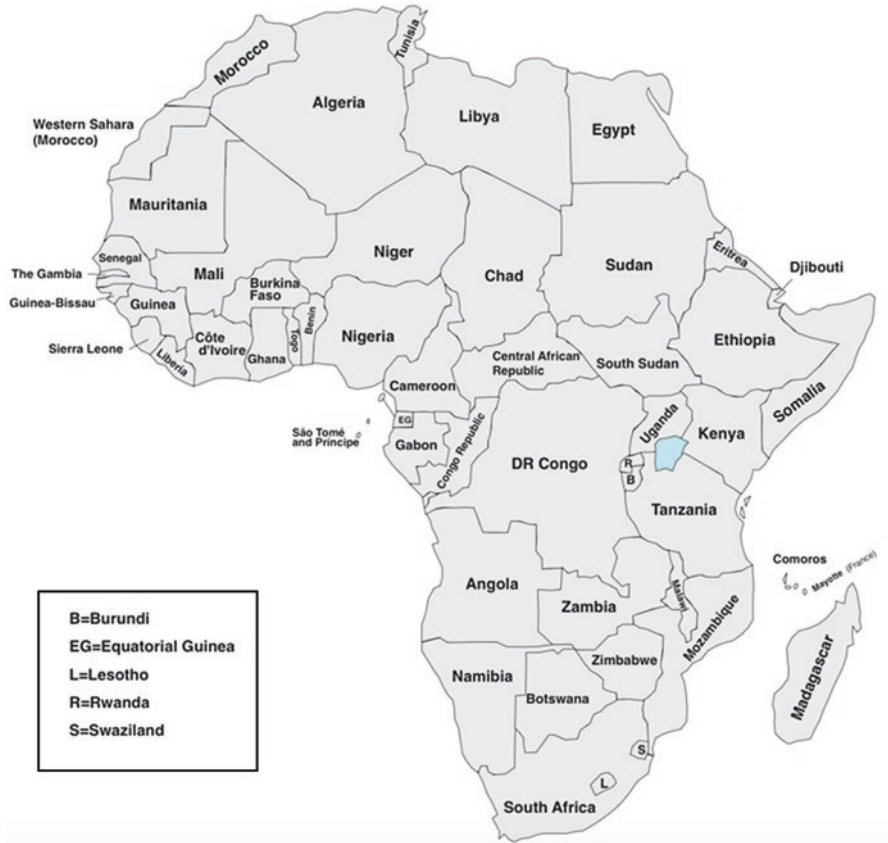 Morocco
Tunisia
Algeria
Libya
Egypt
Western Sahara
(Morocco)
Mauritania
Mali
Niger
Chad
Sudan
Eritrea
Djibouti
Senegal
The Gambia
Guinea-Bissau
Guinea
Sierra Leone
Liberia
Côte
d'Ivoire
Burkina
Faso
Ghana
Togo
Benin
Nigeria
Cameroon
Central African
Republic
South Sudan
Ethiopia
Somalia
EG
São Tomé
and Príncipe
Gabon
Congo Republic
DR Congo
Uganda
Kenya
R
B
Tanzania
Comoros
Mayotte (France)
Angola
Zambia
Malawi
Mozambique
Madagascar
Namibia
Zimbabwe
Botswana
S
L
South Africa
B=Burundi
EG=Equatorial Guinea
L=Lesotho
R=Rwanda
S=Swaziland